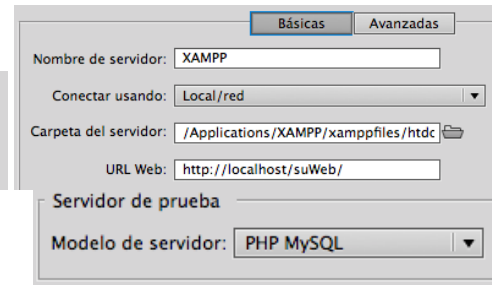 Básicas Avanzadas
Nombre de servidor: XAMPP
Conectar usando: Local/red
Carpeta del servidor: /Applications/XAMPP/xamppfiles/htdc
URL Web: http://localhost/suWeb/
Servidor de prueba
Modelo de servidor: PHP MySQL